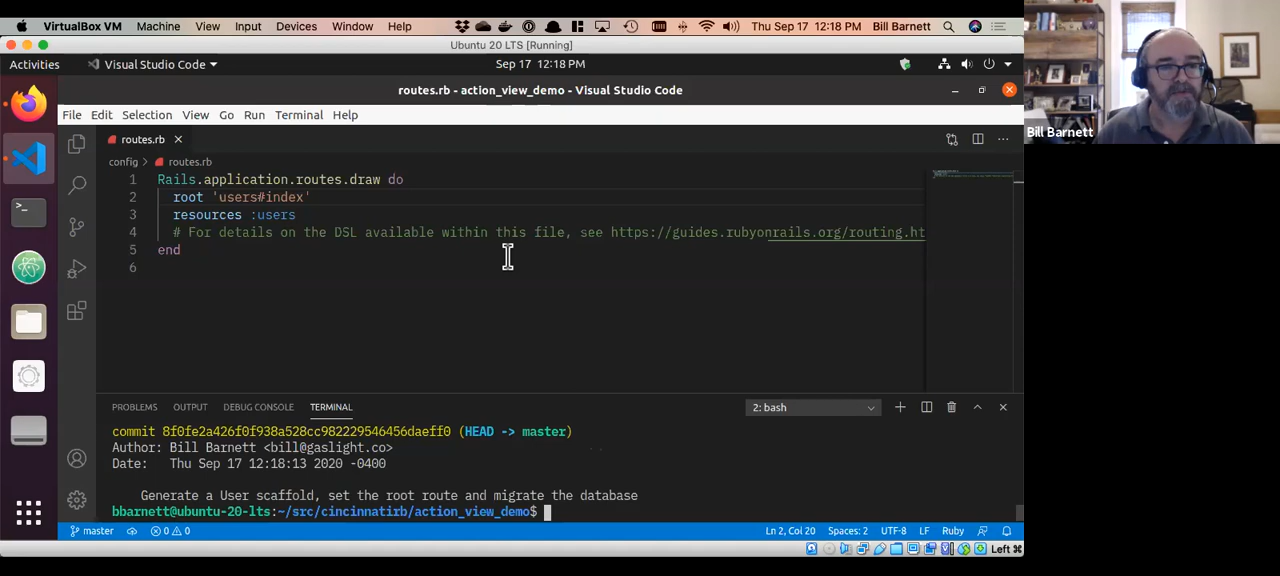 VirtualBox VM Machine View Input Devices Window Help Thu Sep 17 12:18 PM Bill Barnett
Ubuntu 20 LTS [Running]
Activities Visual Studio Code Sep 17 12:18 PM
routes.rb - action_view_demo - Visual Studio Code
File Edit Selection View Go Run Terminal Help
routes.rb
config > routes.rb
1 Rails.application.routes.draw do
2 root 'users#index'
3 resources :users
4 # For details on the DSL available within this file, see https://guides.rubyonrails.org/routing.ht
5 end
6
PROBLEMS OUTPUT DEBUG CONSOLE TERMINAL 2: bash
commit 8f0fe2a426f0f938a528cc982229546456daeff0 (HEAD -> master)
Author: Bill Barnett <bill@gaslight.co>
Date: Thu Sep 17 12:18:13 2020 -0400
Generate a User scaffold, set the root route and migrate the database
bbarnett@ubuntu-20-lts:~/src/cincinnatirb/action_view_demo$
master 0 0 Ln 2, Col 20 Spaces: 2 UTF-8 LF Ruby
Left ⌘
Bill Barnett